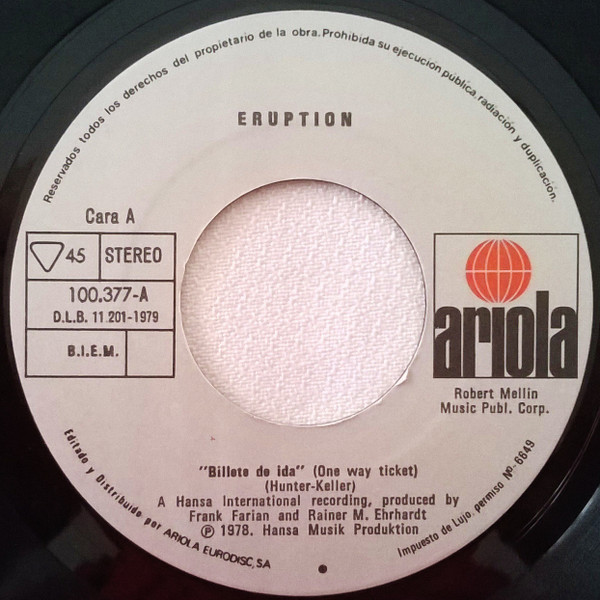 Reservados todos los derechos del propietario de la obra. Prohibida su ejecución pública, radiación y duplicación.
ERUPTION
Cara A
45 STEREO
100.377-A
D.L.B. 11.201-1979
B.I.E.M.
ariola
Robert Mellin
Music Publ. Corp.
"Billete de ida" (One way ticket)
(Hunter-Keller)
A Hansa International recording, produced by
Frank Farian and Rainer M. Ehrhardt
℗ 1978. Hansa Musik Produktion
Editado y Distribuido por ARIOLA EURODISC, S.A.
Impuesto de Lujo, permiso Nº-6649